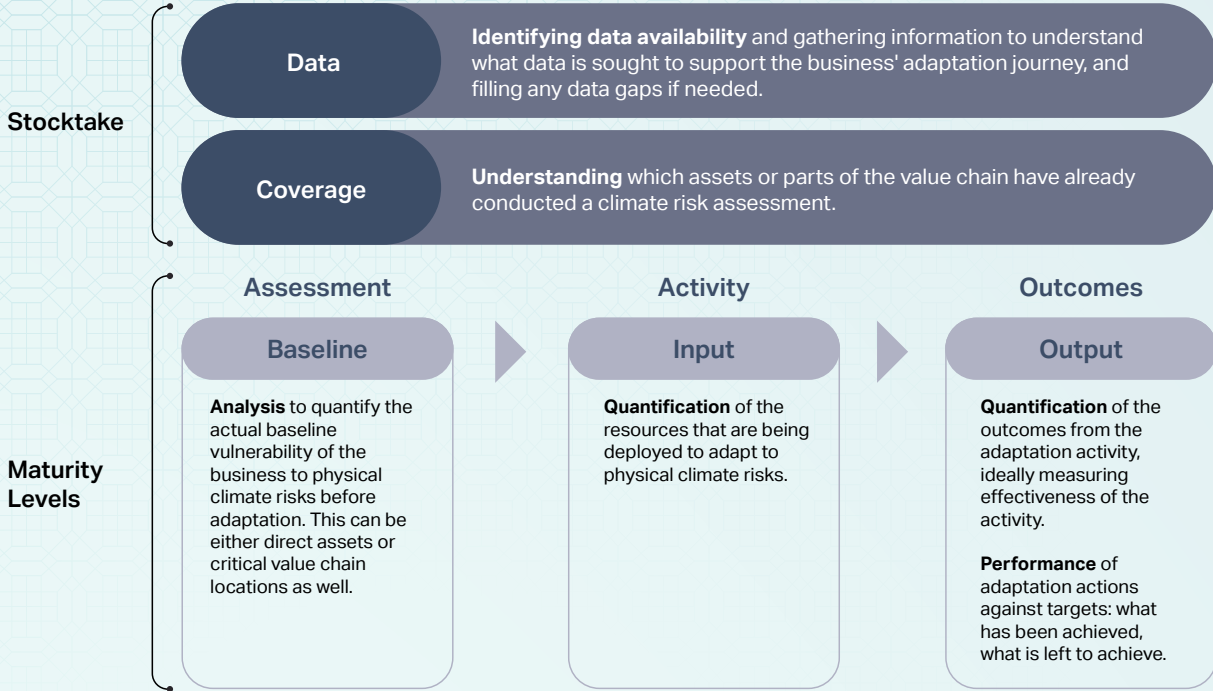 Stocktake
Data
Identifying data availability and gathering information to understand
what data is sought to support the business' adaptation journey, and
filling any data gaps if needed.
Coverage
Understanding which assets or parts of the value chain have already
conducted a climate risk assessment.
Maturity
Levels
Assessment
Baseline
Analysis to quantify the
actual baseline
vulnerability of the
business to physical
climate risks before
adaptation. This can be
either direct assets or
critical value chain
locations as well.
Activity
Input
Quantification of the
resources that are being
deployed to adapt to
physical climate risks.
Outcomes
Output
Quantification of the
outcomes from the
adaptation activity,
ideally measuring
effectiveness of the
activity.
Performance of
adaptation actions
against targets: what
has been achieved,
what is left to achieve.